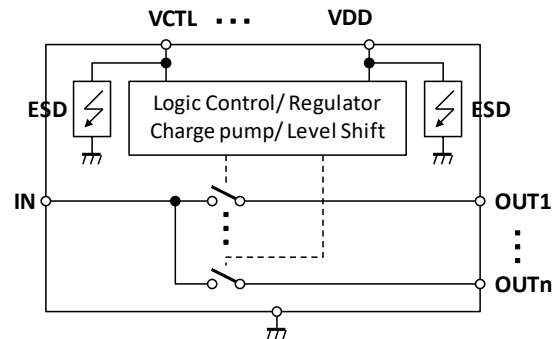 VCTL ... VDD
ESD
Logic Control/ Regulator
Charge pump/ Level Shift
ESD
IN
OUT1
OUTn